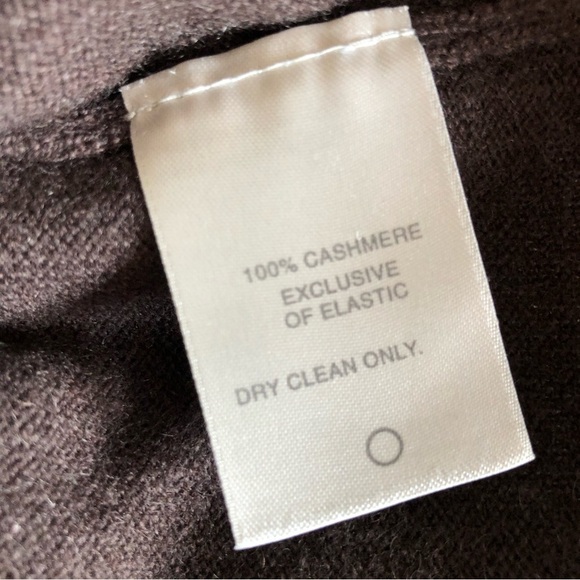 100% CASHMERE
EXCLUSIVE
OF ELASTIC
DRY CLEAN ONLY.